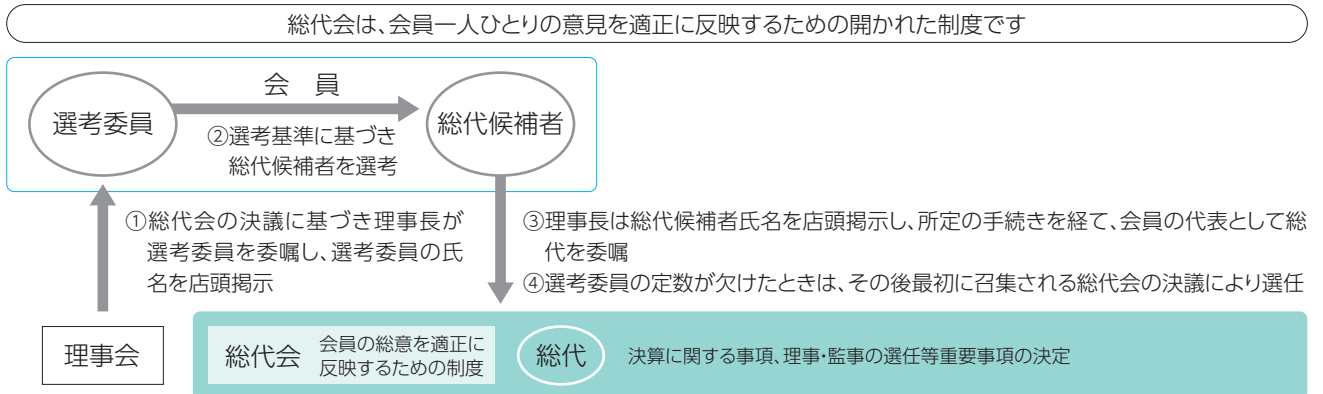 総代会は、会員一人ひとりの意見を適正に反映するための開かれた制度です
会 員
選考委員
総代候補者
②選考基準に基づき
総代候補者を選考
①総代会の決議に基づき理事長が
選考委員を委嘱し、選考委員の氏
名を店頭掲示
③理事長は総代候補者氏名を店頭掲示し、所定の手続きを経て、会員の代表として総
代を委嘱
④選考委員の定数が欠けたときは、その後最初に召集される総代会の決議により選任
理事会
総代会
会員の総意を適正に
反映するための制度
総代
決算に関する事項、理事・監事の選任等重要事項の決定